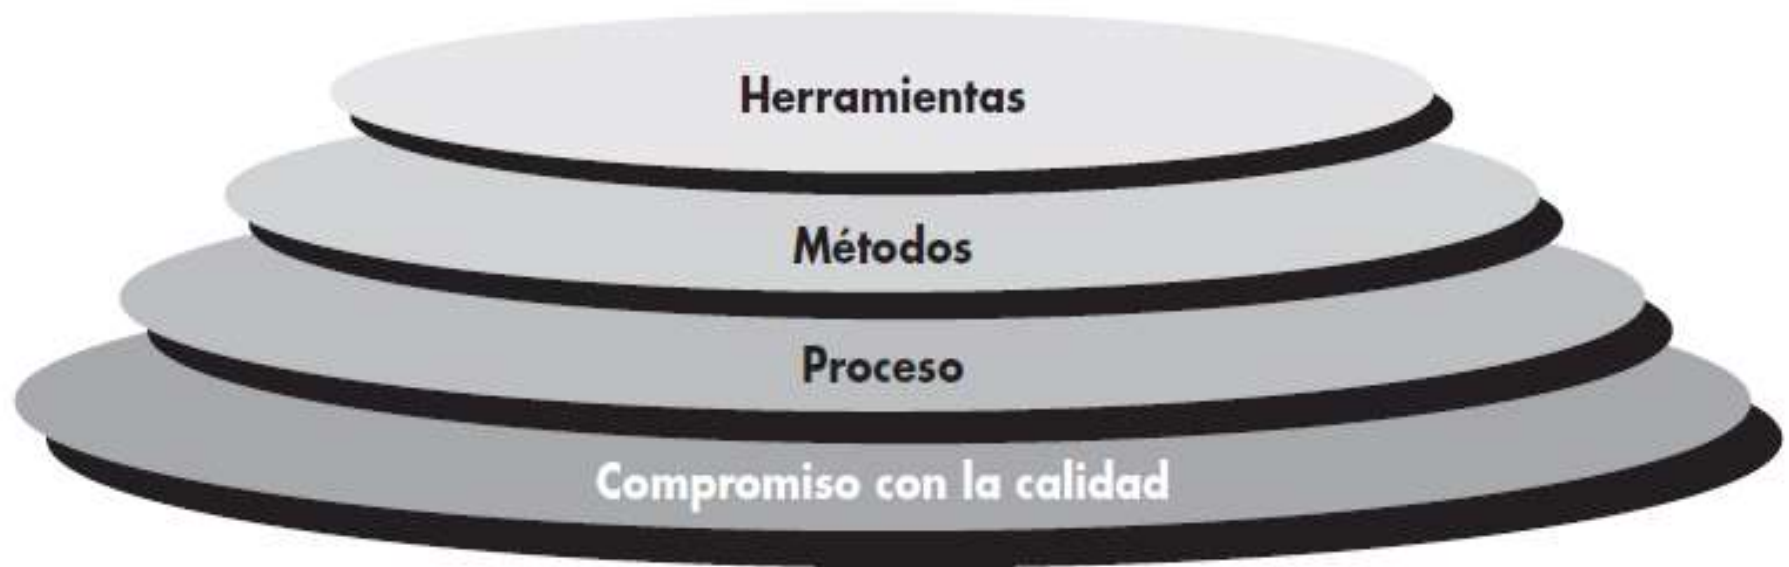 Herramientas
Métodos
Proceso
Compromiso con la calidad